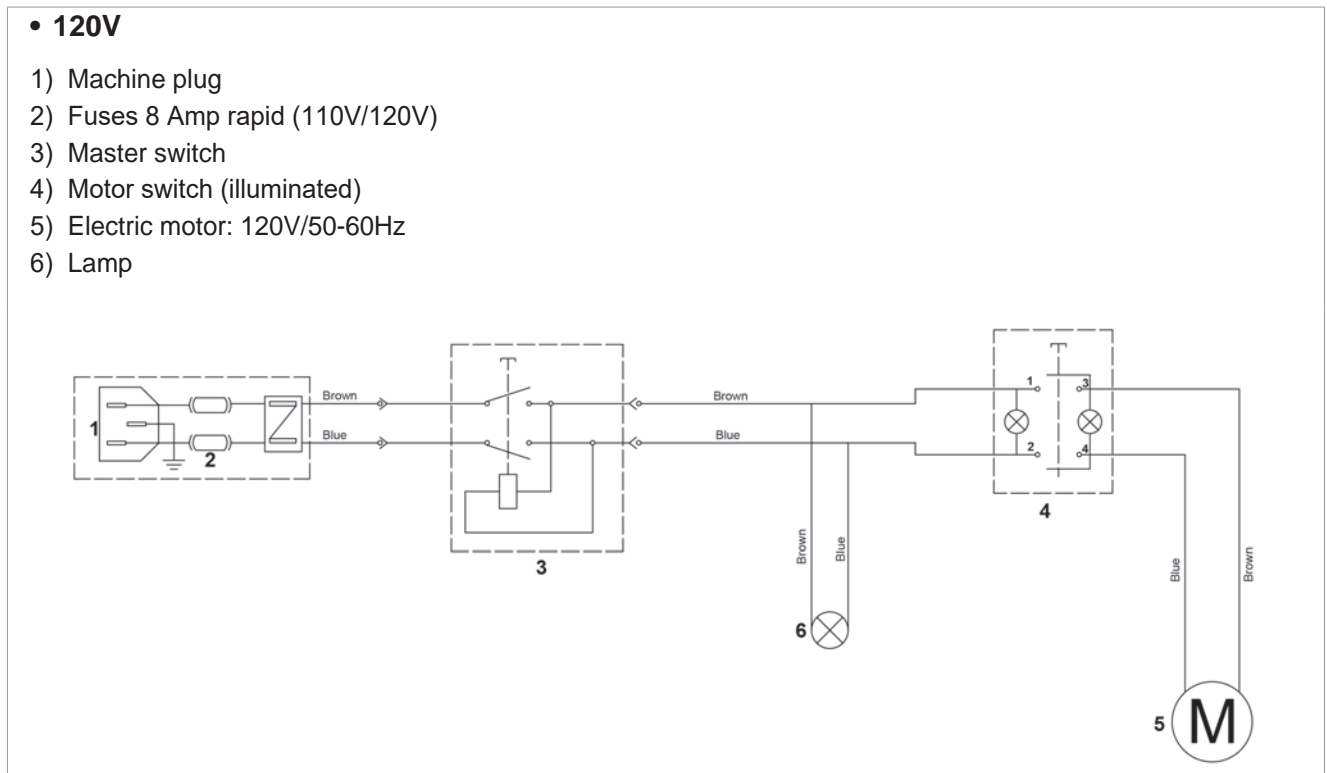 • 120V
1) Machine plug
2) Fuses 8 Amp rapid (110V/120V)
3) Master switch
4) Motor switch (illuminated)
5) Electric motor: 120V/50-60Hz
6) Lamp
1
2
Z
Brown
Blue
3
Brown
Blue
Brown
Blue
6
1
3
2
4
4
Blue
Brown
5
M